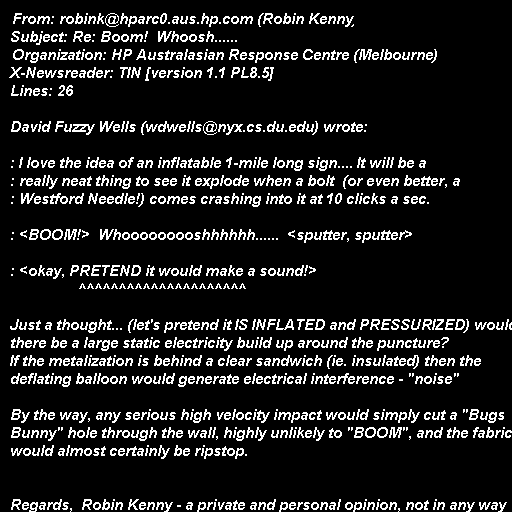 From: robink@hparc0.aus.hp.com (Robin Kenny)
Subject: Re: Boom!  Whoosh......
Organization: HP Australasian Response Centre (Melbourne)
X-Newsreader: TIN [version 1.1 PL8.5]
Lines: 26

David Fuzzy Wells (wdwells@nyx.cs.du.edu) wrote:

: I love the idea of an inflatable 1-mile long sign.... It will be a
: really neat thing to see it explode when a bolt  (or even better, a
: Westford Needle!) comes crashing into it at 10 clicks a sec.

: <BOOM!>  Whooooooooshhhhhh......  <sputter, sputter>

: <okay, PRETEND it would make a sound!>
^^^^^^^^^^^^^^^^^^^^^

Just a thought... (let's pretend it IS INFLATED and PRESSURIZED) would
there be a large static electricity build up around the puncture?
If the metalization is behind a clear sandwich (ie. insulated) then the
deflating balloon would generate electrical interference - "noise"

By the way, any serious high velocity impact would simply cut a "Bugs
Bunny" hole through the wall, highly unlikely to "BOOM", and the fabric
would almost certainly be ripstop.

Regards,  Robin Kenny - a private and personal opinion, not in any way